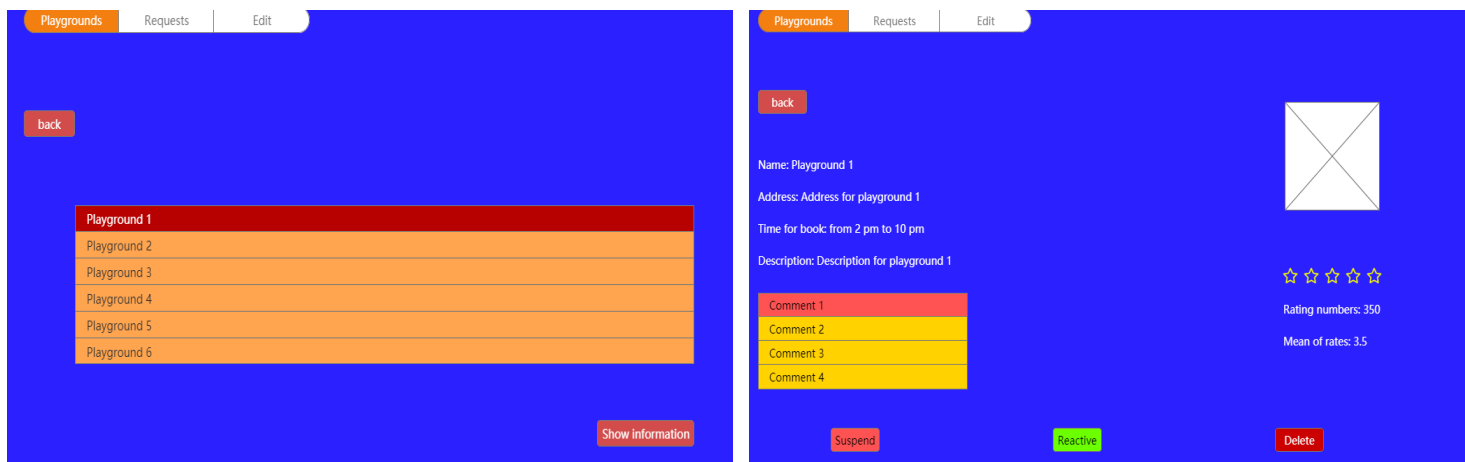 Playgrounds Requests Edit
back
Playground 1
Playground 2
Playground 3
Playground 4
Playground 5
Playground 6
Show information
Playgrounds Requests Edit
back
Name: Playground 1
Address: Address for playground 1
Time for book: from 2 pm to 10 pm
Description: Description for playground 1
Comment 1
Comment 2
Comment 3
Comment 4
Rating numbers: 350
Mean of rates: 3.5
Suspend Reactive Delete